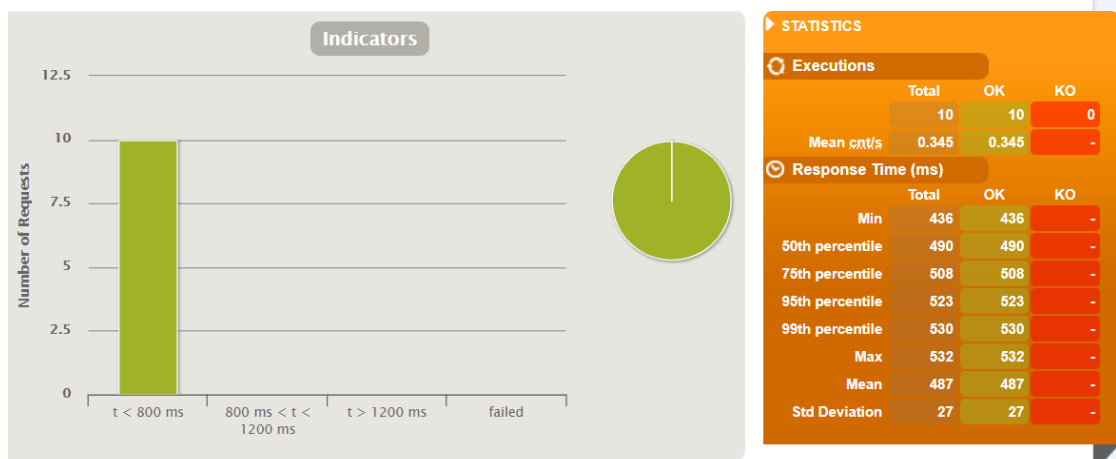 Indicators
Number of Requests
12.5
10
7.5
5
2.5
0
t < 800 ms
800 ms < t <
1200 ms
t > 1200 ms
failed
STATISTICS
Executions
Total OK KO
10 10 0
Mean cnt/s 0.345 0.345 -
Response Time (ms)
Total OK KO
Min 436 436 -
50th percentile 490 490 -
75th percentile 508 508 -
95th percentile 523 523 -
99th percentile 530 530 -
Max 532 532 -
Mean 487 487 -
Std Deviation 27 27 -